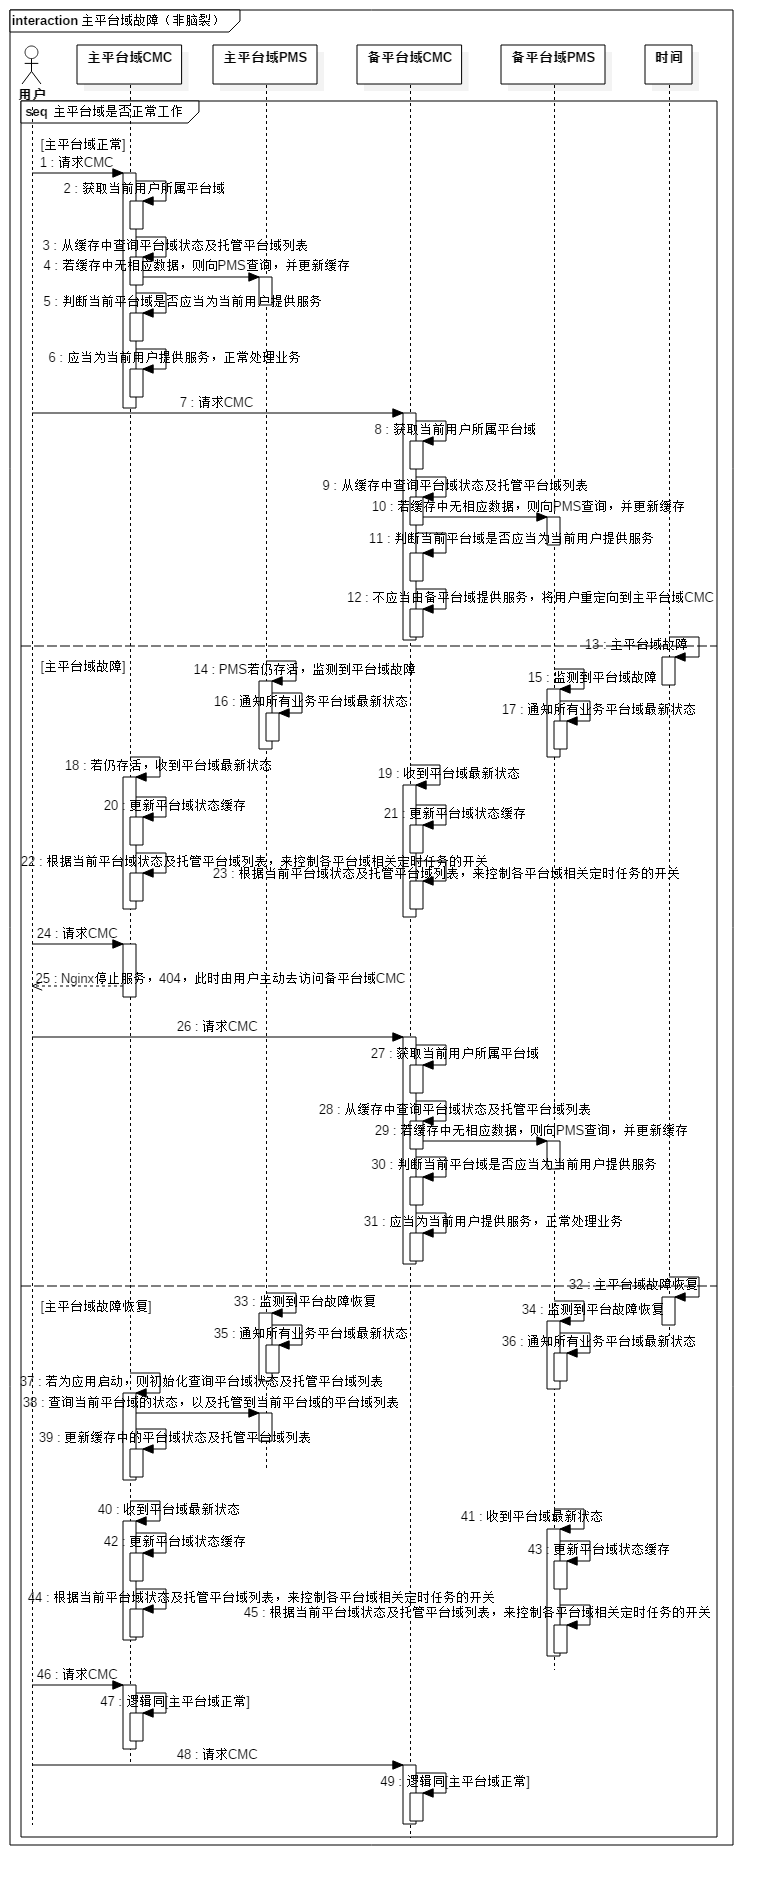 interaction 主平台域故障（非脑裂）
用户
主平台域CMC
主平台域PMS
备平台域CMC
备平台域PMS
时间
seq 主平台域是否正常工作
[主平台域正常]
1 : 请求CMC
2 : 获取当前用户所属平台域
3 : 从缓存中查询平台域状态及托管平台域列表
4 : 若缓存中无相应数据，则向PMS查询，并更新缓存
5 : 判断当前平台域是否应当为当前用户提供服务
6 : 应当为当前用户提供服务，正常处理业务
7 : 请求CMC
8 : 获取当前用户所属平台域
9 : 从缓存中查询平台域状态及托管平台域列表
10 : 若缓存中无相应数据，则向PMS查询，并更新缓存
11 : 判断当前平台域是否应当为当前用户提供服务
12 : 不应当由备平台域提供服务，将用户重定向到主平台域CMC
13 : 主平台域故障
[主平台域故障]
14 : PMS若仍存活，监测到平台域故障
15 : 监测到平台域故障
16 : 通知所有业务平台域最新状态
17 : 通知所有业务平台域最新状态
18 : 若仍存活，收到平台域最新状态
19 : 收到平台域最新状态
20 : 更新平台域状态缓存
21 : 更新平台域状态缓存
22 : 根据当前平台域状态及托管平台域列表，来控制各平台域相关定时任务的开关
23 : 根据当前平台域状态及托管平台域列表，来控制各平台域相关定时任务的开关
24 : 请求CMC
25 : Nginx停止服务，404，此时由用户主动去访问备平台域CMC
26 : 请求CMC
27 : 获取当前用户所属平台域
28 : 从缓存中查询平台域状态及托管平台域列表
29 : 若缓存中无相应数据，则向PMS查询，并更新缓存
30 : 判断当前平台域是否应当为当前用户提供服务
31 : 应当为当前用户提供服务，正常处理业务
32 : 主平台域故障恢复
[主平台域故障恢复]
33 : 监测到平台故障恢复
34 : 监测到平台故障恢复
35 : 通知所有业务平台域最新状态
36 : 通知所有业务平台域最新状态
37 : 若为应用启动，则初始化查询平台域状态及托管平台域列表
38 : 查询当前平台域的状态，以及托管到当前平台域的平台域列表
39 : 更新缓存中的平台域状态及托管平台域列表
40 : 收到平台域最新状态
41 : 收到平台域最新状态
42 : 更新平台域状态缓存
43 : 更新平台域状态缓存
44 : 根据当前平台域状态及托管平台域列表，来控制各平台域相关定时任务的开关
45 : 根据当前平台域状态及托管平台域列表，来控制各平台域相关定时任务的开关
46 : 请求CMC
47 : 逻辑同[主平台域正常]
48 : 请求CMC
49 : 逻辑同[主平台域正常]